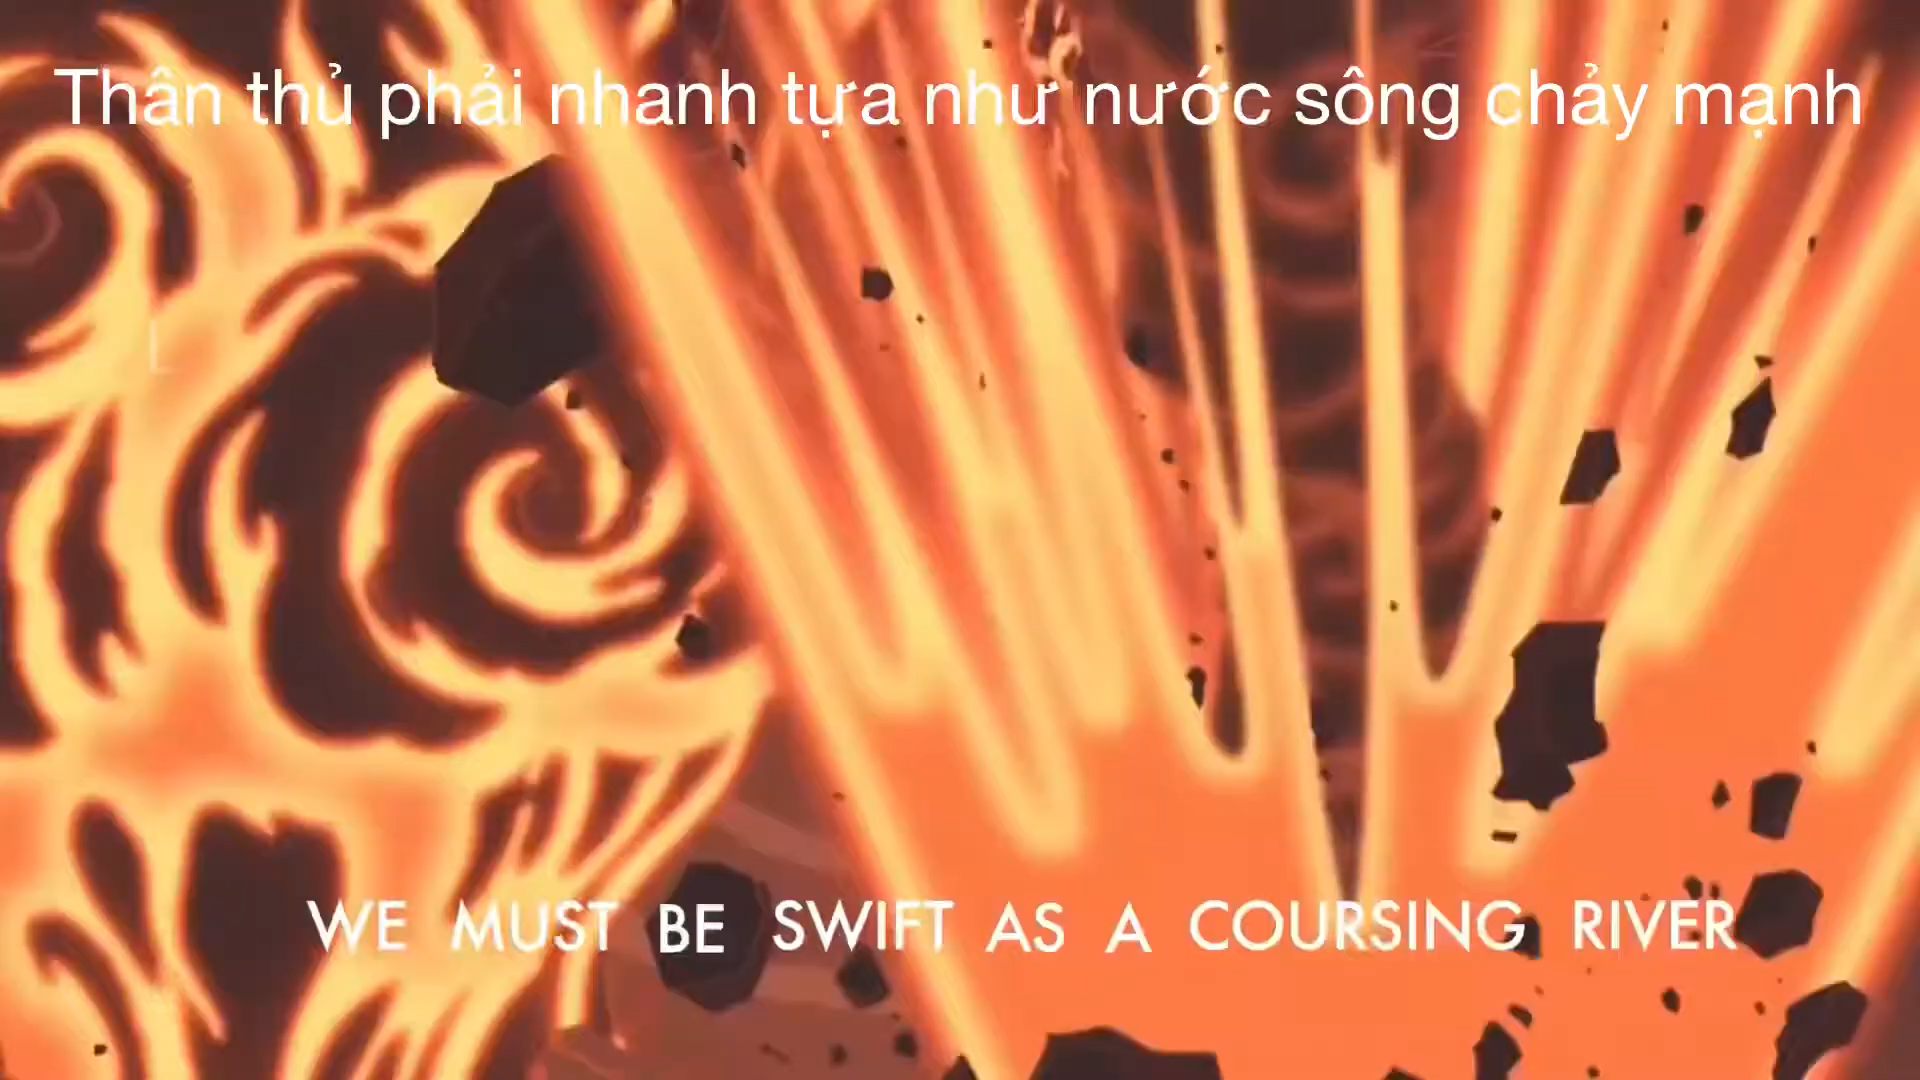 Thân thủ phải nhanh tựa như nước sông chảy mạnh
WE MUST BE SWIFT AS A COURSING RIVER